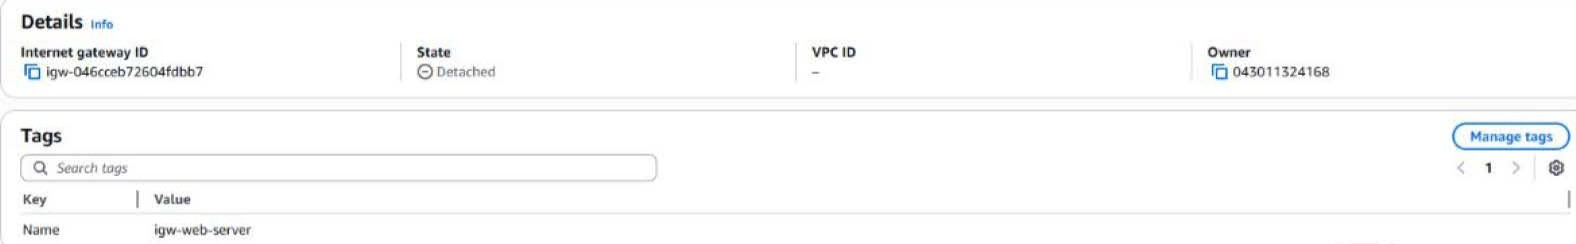 Details Info
Internet gateway ID State VPC ID Owner
igw-046cceb72604fdbb7 Detached – 043011324168
Tags
Manage tags
Search tags
1
Key Value
Name igw-web-server